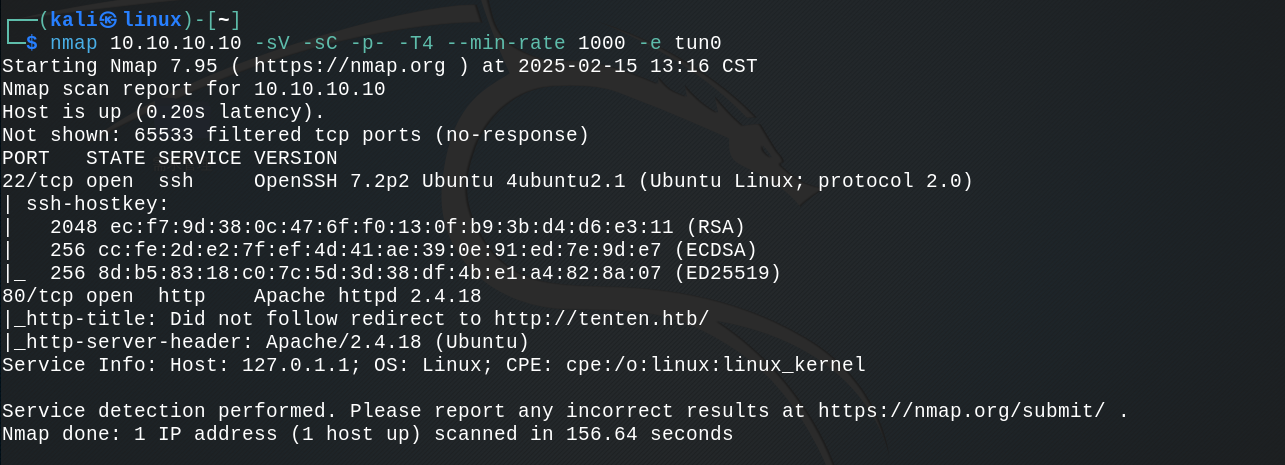 ┌──(kali㉿linux)-[~]
└─$ nmap 10.10.10.10 -sV -sC -p- -T4 --min-rate 1000 -e tun0
Starting Nmap 7.95 ( https://nmap.org ) at 2025-02-15 13:16 CST
Nmap scan report for 10.10.10.10
Host is up (0.20s latency).
Not shown: 65533 filtered tcp ports (no-response)
PORT   STATE SERVICE VERSION
22/tcp open  ssh     OpenSSH 7.2p2 Ubuntu 4ubuntu2.1 (Ubuntu Linux; protocol 2.0)
| ssh-hostkey:
|   2048 ec:f7:9d:38:0c:47:6f:f0:13:0f:b9:3b:d4:d6:e3:11 (RSA)
|   256 cc:fe:2d:e2:7f:ef:4d:41:ae:39:0e:91:ed:7e:9d:e7 (ECDSA)
|_  256 8d:b5:83:18:c0:7c:5d:3d:38:df:4b:e1:a4:82:8a:07 (ED25519)
80/tcp open  http    Apache httpd 2.4.18
|_http-title: Did not follow redirect to http://tenten.htb/
|_http-server-header: Apache/2.4.18 (Ubuntu)
Service Info: Host: 127.0.1.1; OS: Linux; CPE: cpe:/o:linux:linux_kernel

Service detection performed. Please report any incorrect results at https://nmap.org/submit/ .
Nmap done: 1 IP address (1 host up) scanned in 156.64 seconds